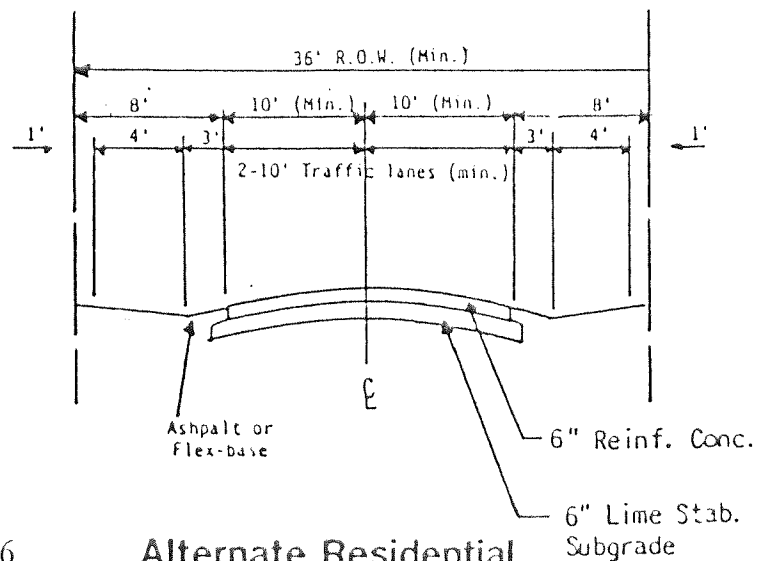 36' R.O.W. (Min.)
8' 10' (Min.) 10' (Min.) 8'
1' 4' 3' 3' 4' 1'
2-10' Traffic lanes (min.)
℄
Ashpalt or
Flex-base
6" Reinf. Conc.
6" Lime Stab.
Subgrade
6
Alternate Residential